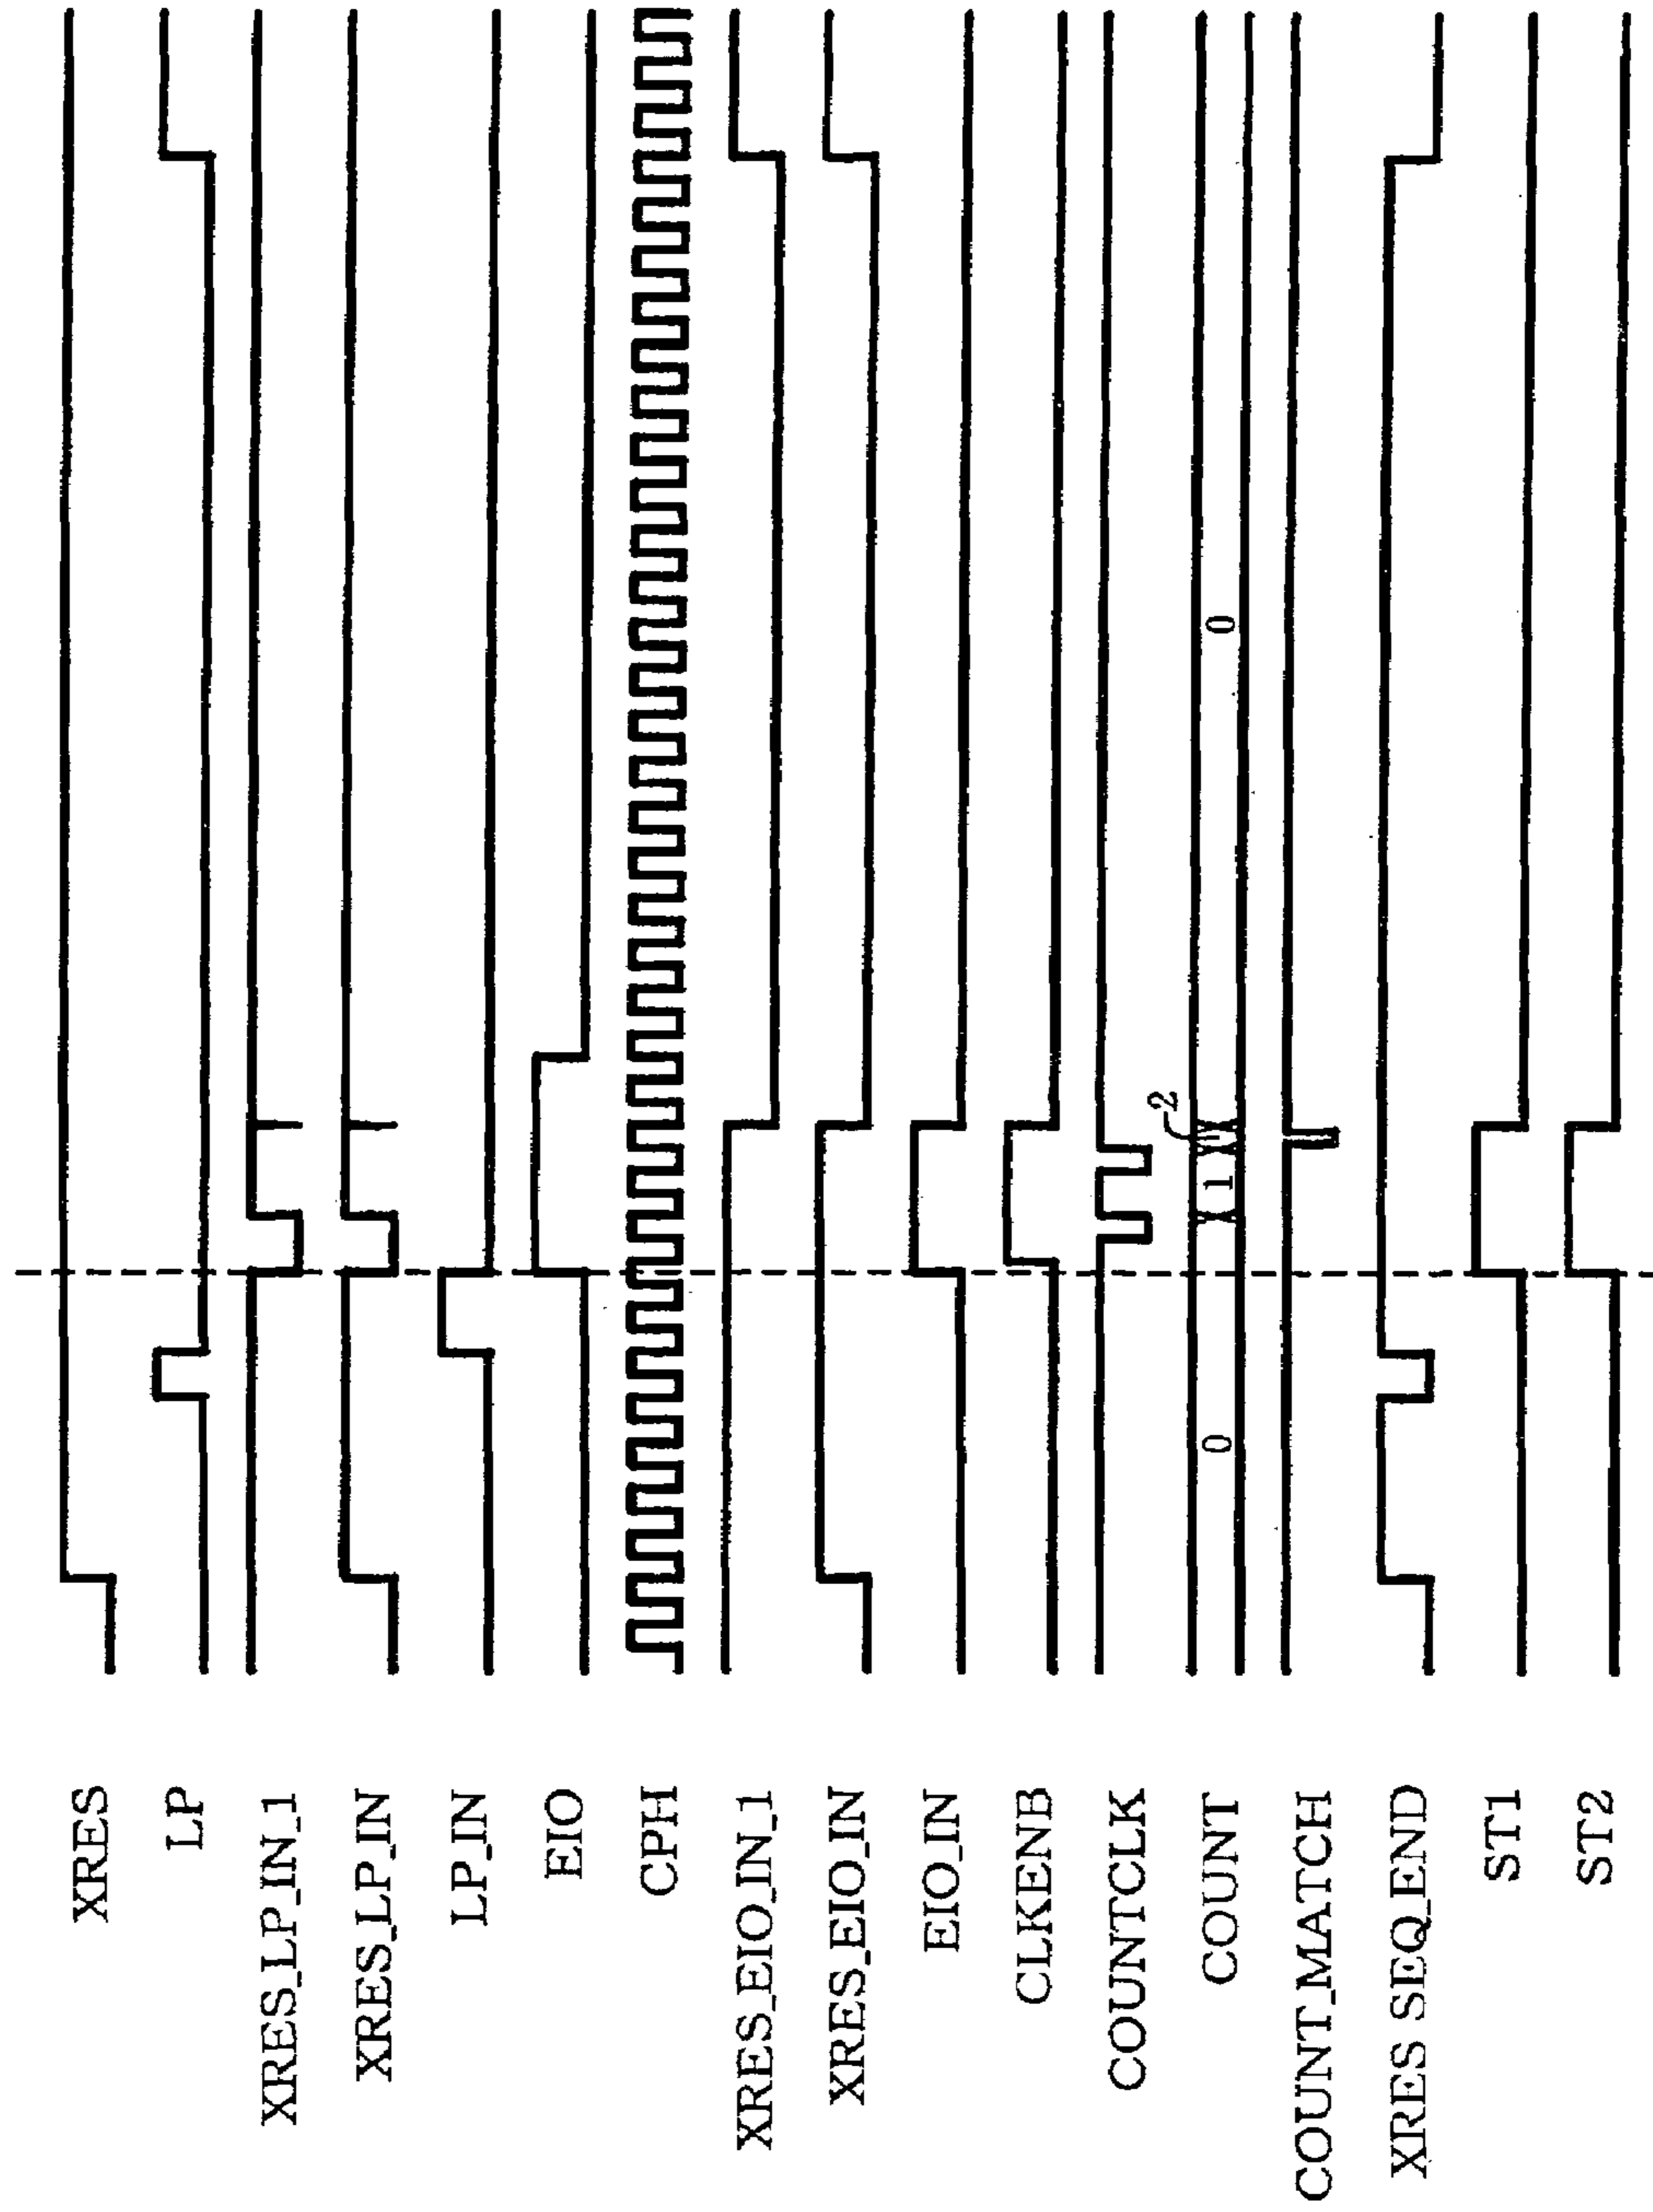 XRES
LP
XRES_LP_IN_1
XRES_LP_IN
LP_IN
EIO
CPH
XRES_EIO_IN_1
XRES_EIO_IN
EIO_IN
CLKENB
COUNTCLK
2
COUNT 0 1 0
COUNT_MATCH
XRES SEQ_END
ST1
ST2